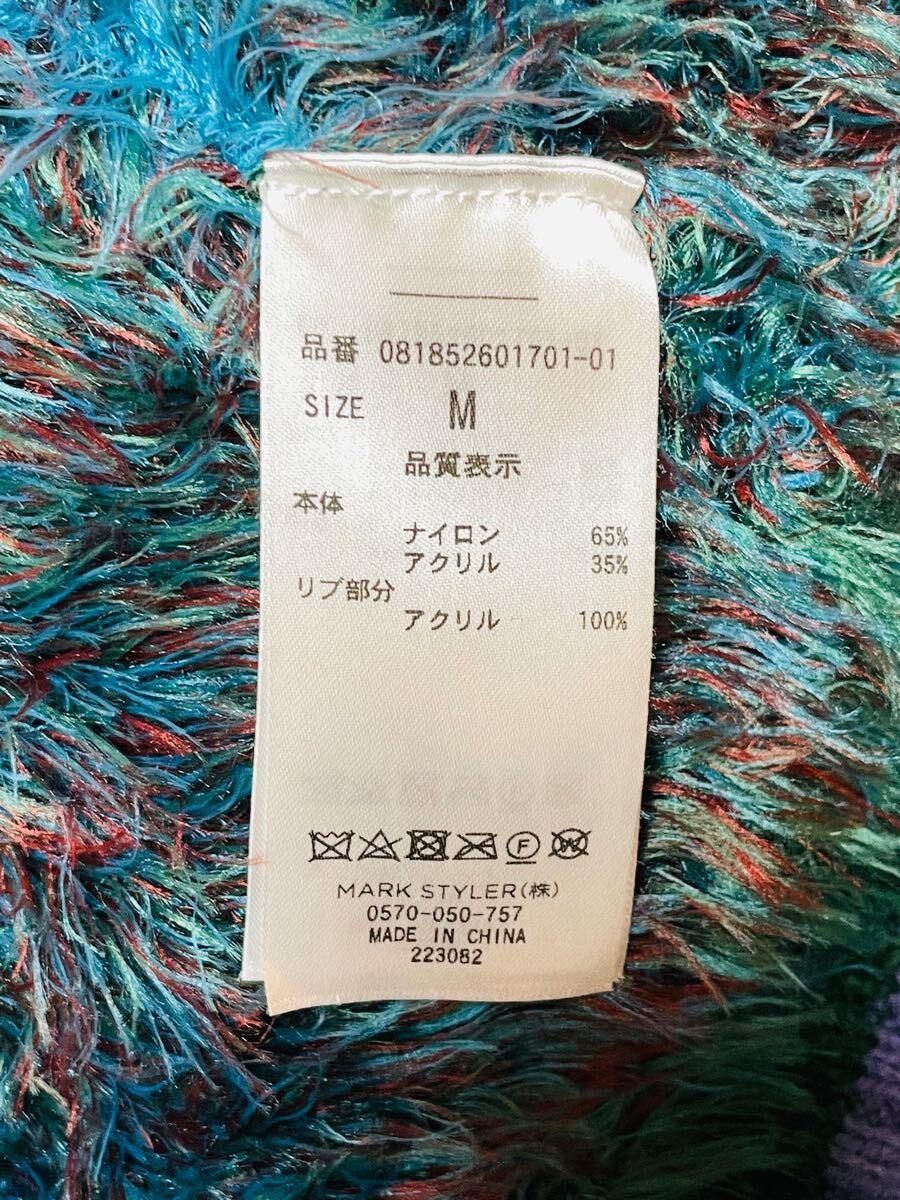 品番 081852601701-01
SIZE M
品質表示
本体
ナイロン 65%
アクリル 35%
リブ部分
アクリル 100%
F
MARK STYLER(株)
0570-050-757
MADE IN CHINA
223082